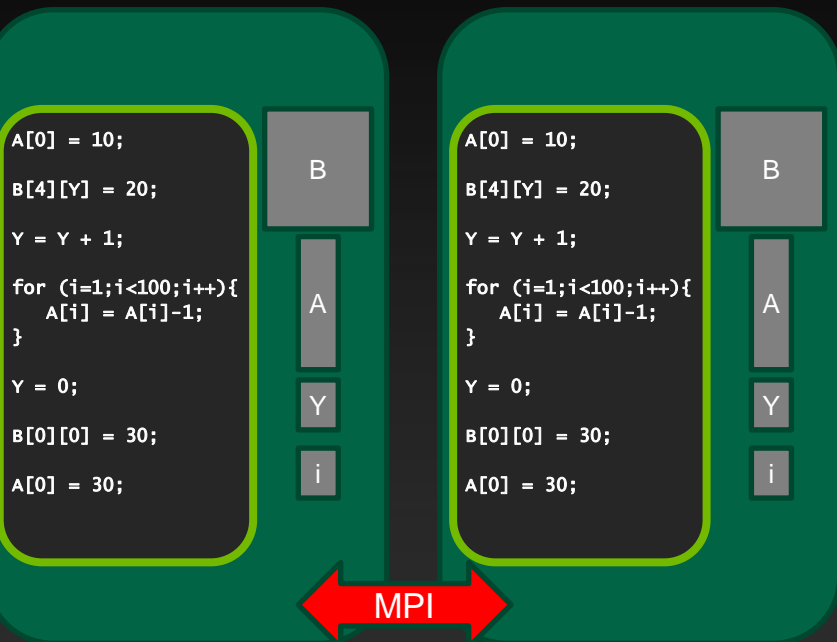 A[0] = 10;
B[4][Y] = 20;
Y = Y + 1;
for (i=1;i<100;i++){
   A[i] = A[i]-1;
}
Y = 0;
B[0][0] = 30;
A[0] = 30;
B
A
Y
i
A[0] = 10;
B[4][Y] = 20;
Y = Y + 1;
for (i=1;i<100;i++){
   A[i] = A[i]-1;
}
Y = 0;
B[0][0] = 30;
A[0] = 30;
B
A
Y
i
MPI